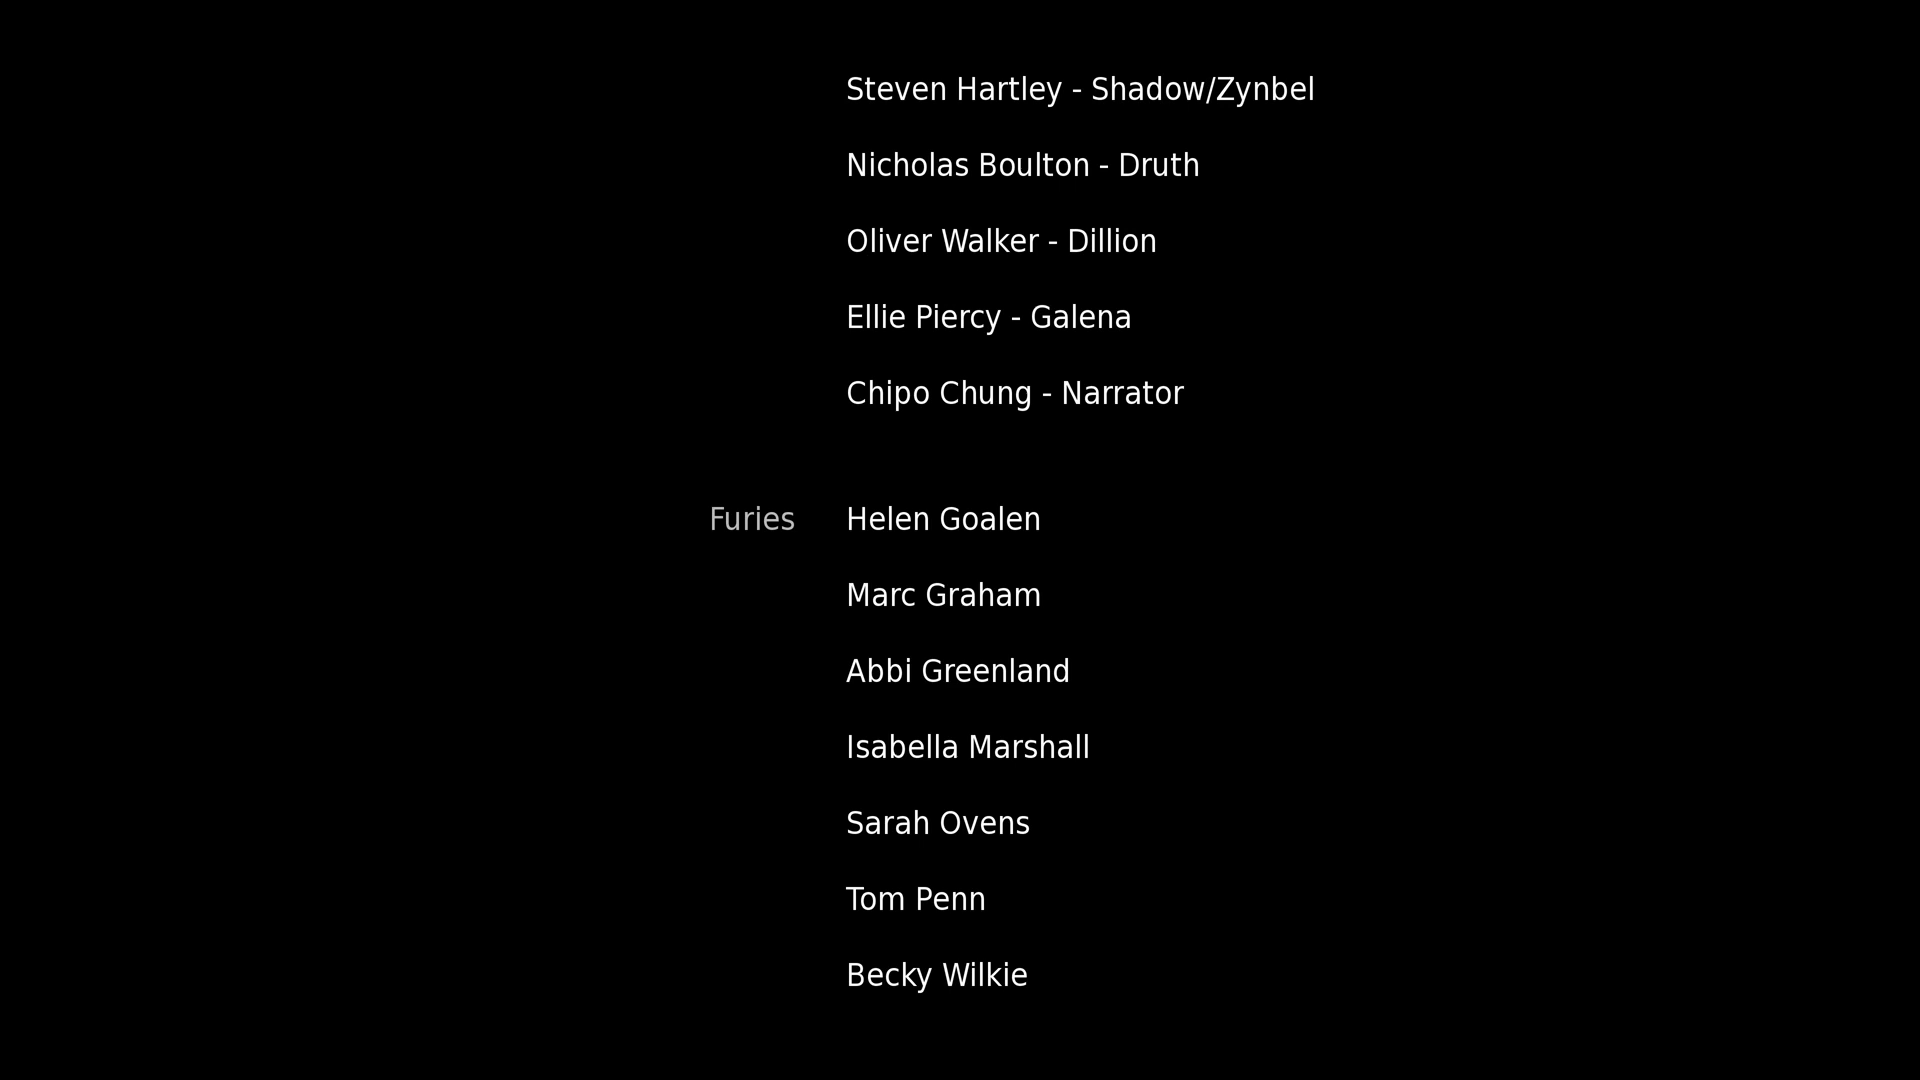 Steven Hartley - Shadow/Zynbel
Nicholas Boulton - Druth
Oliver Walker - Dillion
Ellie Piercy - Galena
Chipo Chung - Narrator
Furies Helen Goalen
Marc Graham
Abbi Greenland
Isabella Marshall
Sarah Ovens
Tom Penn
Becky Wilkie